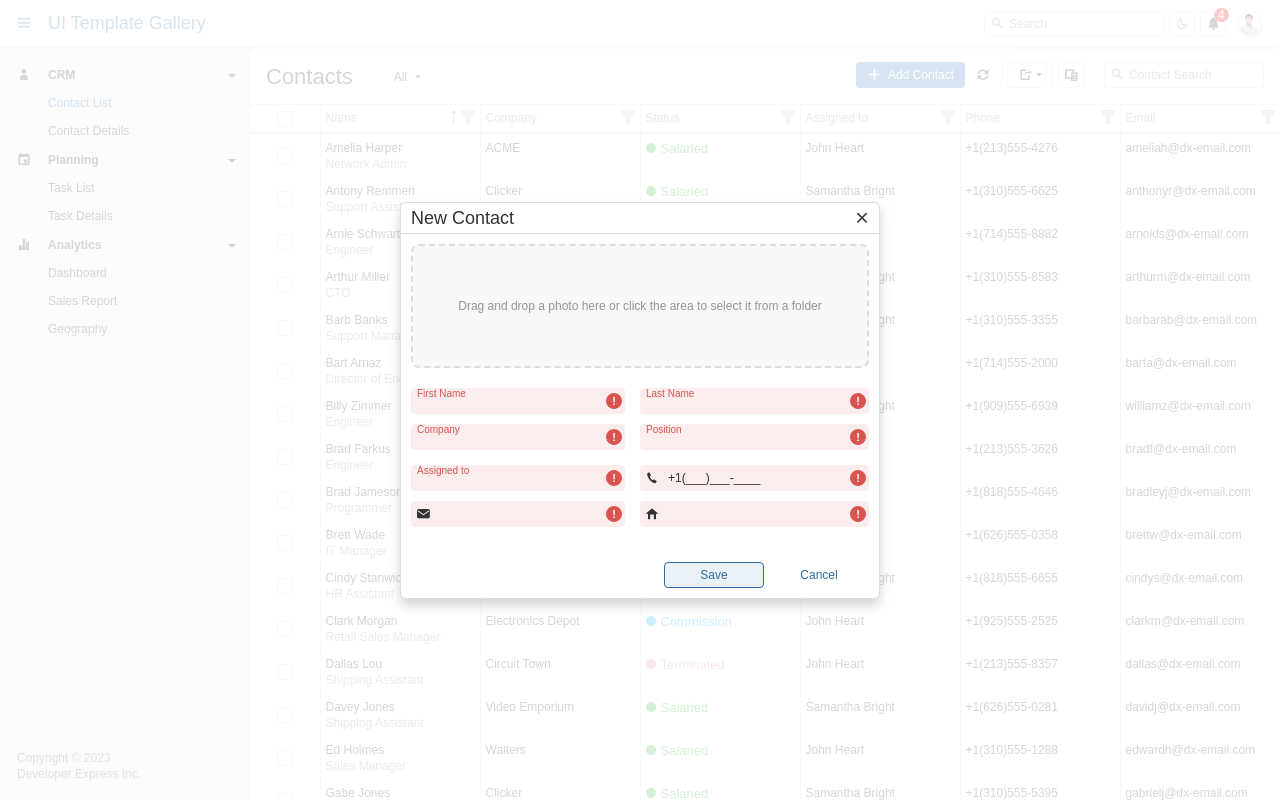 UI Template Gallery
Search
4
CRM
Contact List
Contact Details
Planning
Task List
Task Details
Analytics
Dashboard
Sales Report
Geography
Copyright © 2023
Developer Express Inc.
Contacts
All
Add Contact
Contact Search
Name Company Status Assigned to Phone Email
Amelia Harper ACME Salaried John Heart +1(213)555-4276 ameliah@dx-email.com
Network Admin
Antony Remmen Clicker Salaried Samantha Bright +1(310)555-6625 anthonyr@dx-email.com
Support Assis
Arnie Schwart +1(714)555-8882 arnolds@dx-email.com
Engineer
Arthur Miller ght +1(310)555-8583 arthurm@dx-email.com
CTO
Barb Banks ght +1(310)555-3355 barbarab@dx-email.com
Support Mana
Bart Arnaz +1(714)555-2000 barta@dx-email.com
Director of En
Billy Zimmer ght +1(909)555-6939 williamz@dx-email.com
Engineer
Brad Farkus +1(213)555-3626 bradf@dx-email.com
Engineer
Brad Jameson +1(818)555-4646 bradleyj@dx-email.com
Programmer
Brett Wade +1(626)555-0358 brettw@dx-email.com
IT Manager
Cindy Stanwic ght +1(818)555-6655 cindys@dx-email.com
HR Assistant
Clark Morgan Electronics Depot Commission John Heart +1(925)555-2525 clarkm@dx-email.com
Retail Sales Manager
Dallas Lou Circuit Town Terminated John Heart +1(213)555-8357 dallas@dx-email.com
Shipping Assistant
Davey Jones Video Emporium Salaried Samantha Bright +1(626)555-0281 davidj@dx-email.com
Shipping Assistant
Ed Holmes Walters Salaried John Heart +1(310)555-1288 edwardh@dx-email.com
Sales Manager
Gabe Jones Clicker Salaried Samantha Bright +1(310)555-5395 gabrielj@dx-email.com
New Contact
Drag and drop a photo here or click the area to select it from a folder
First Name
Last Name
Company
Position
Assigned to
+1(___)___-____
Save
Cancel